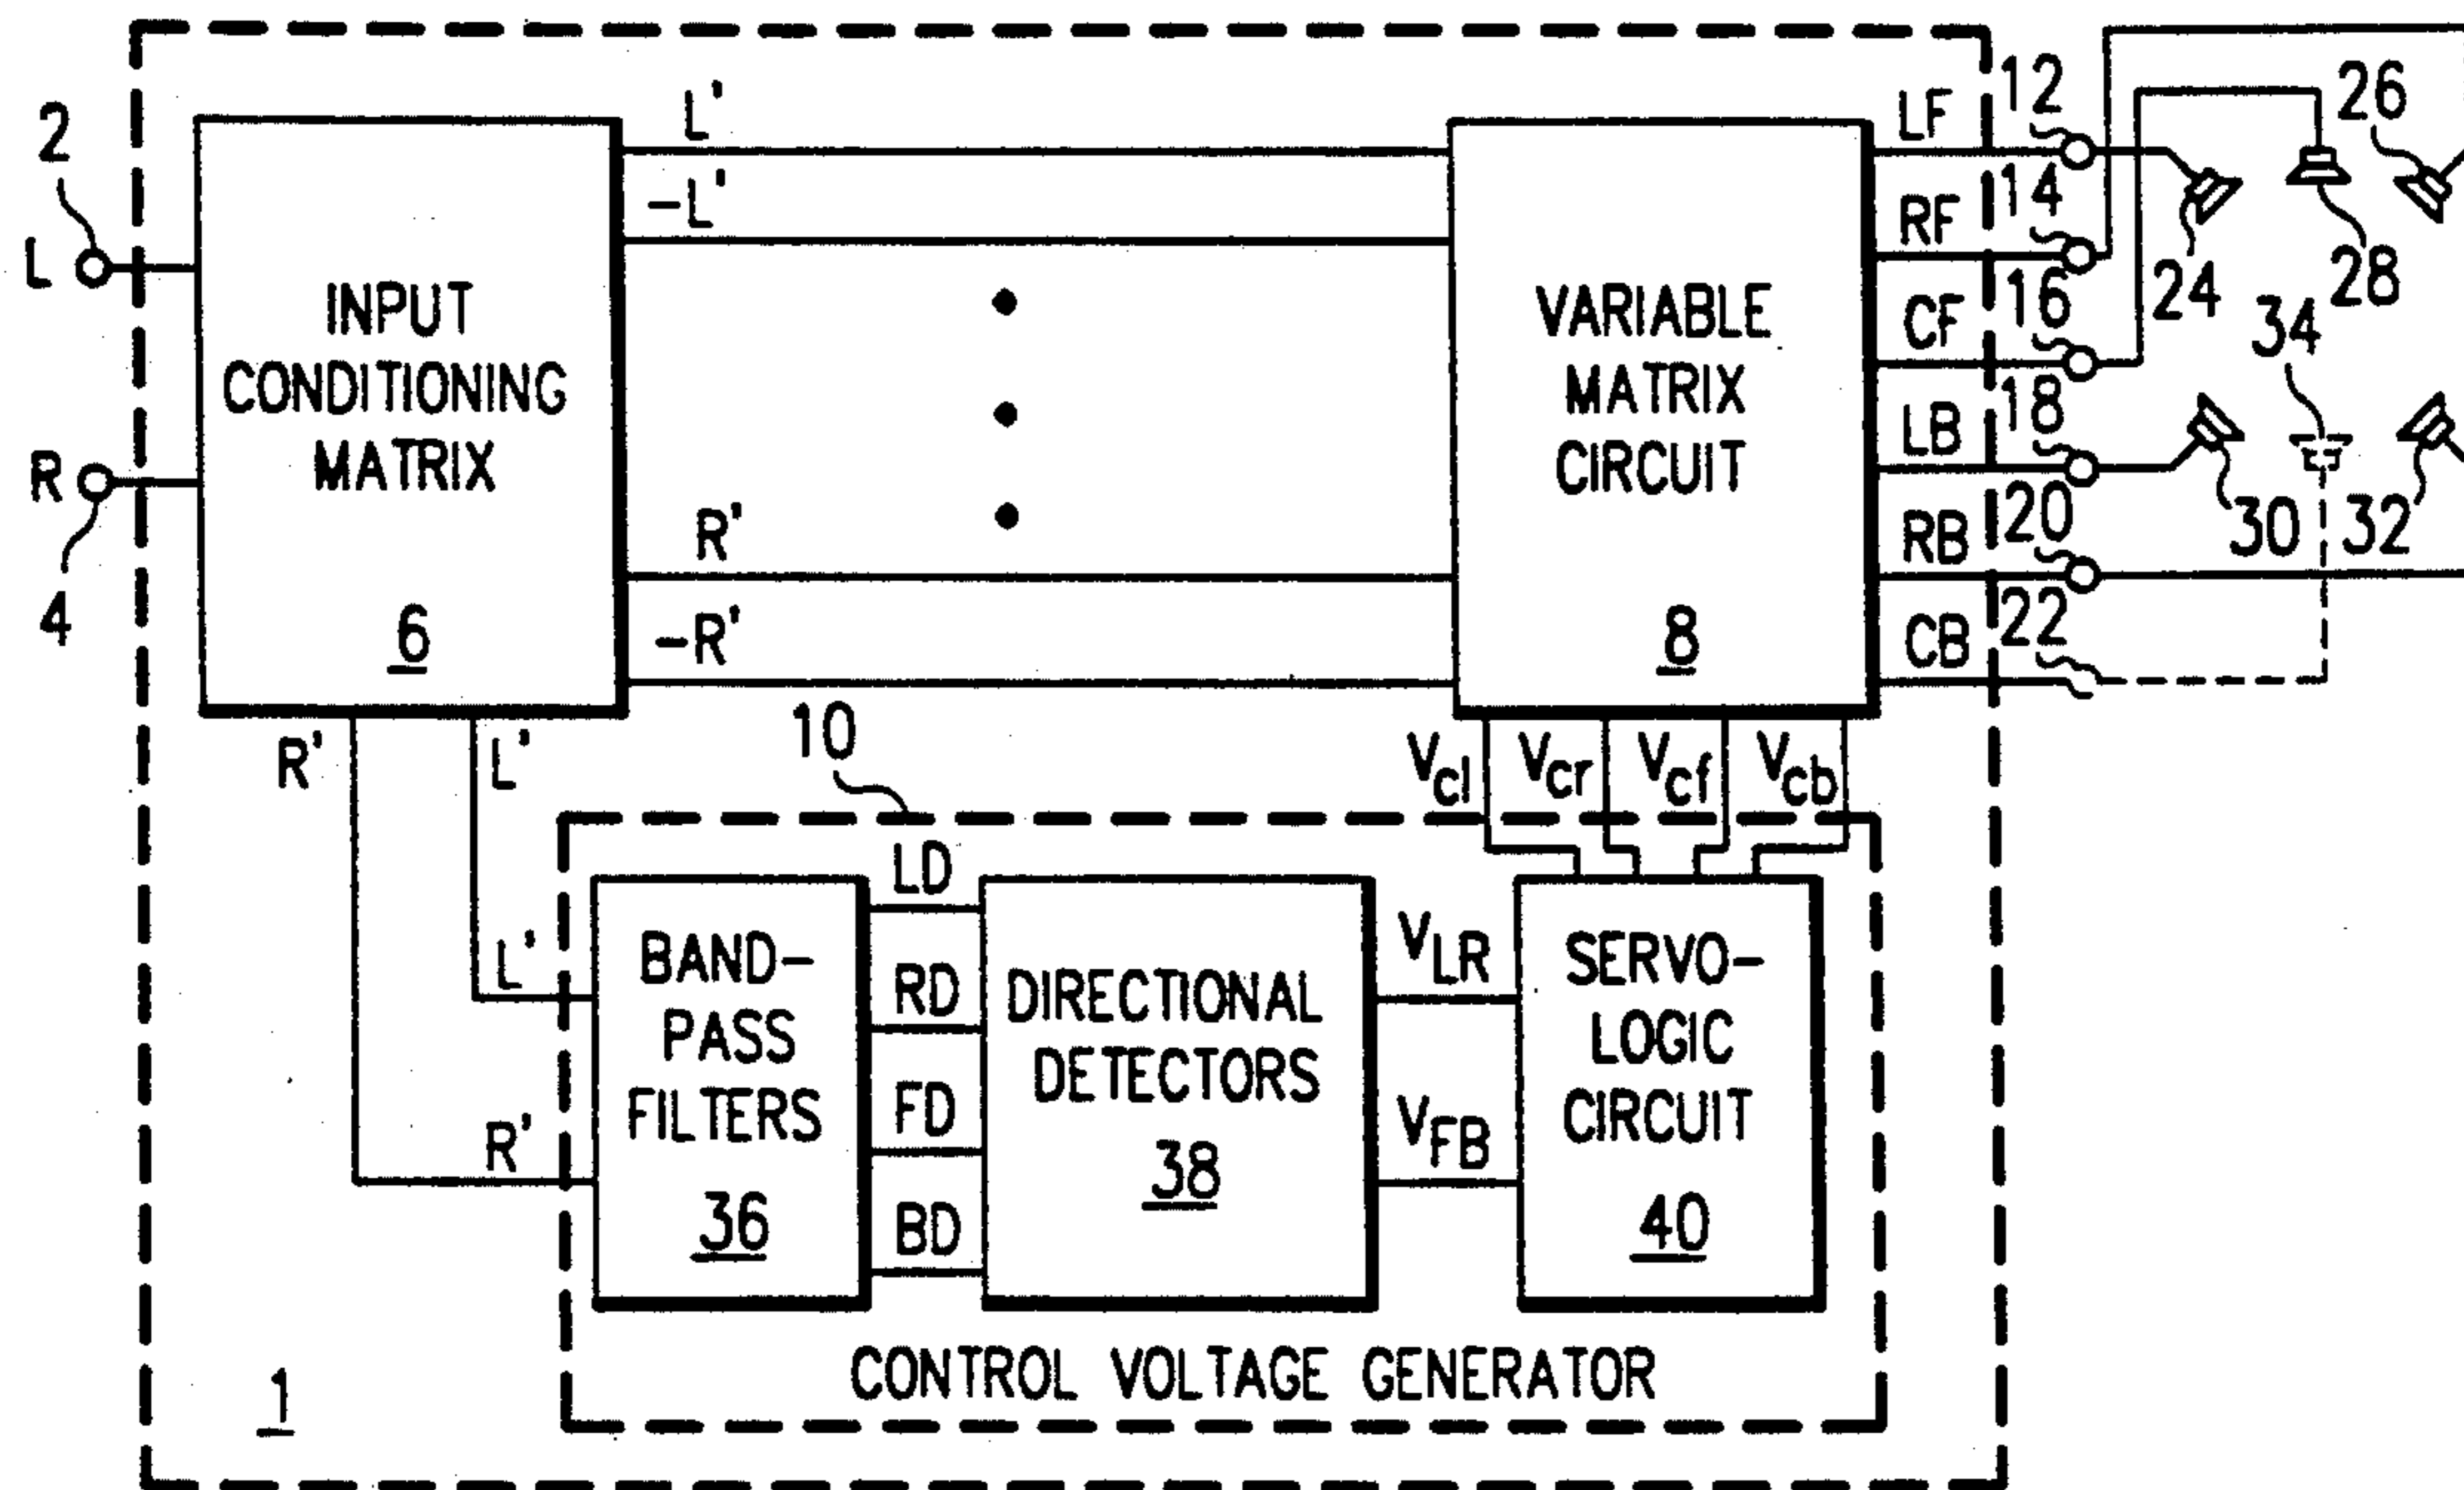 2
L
R
4
INPUT
CONDITIONING
MATRIX
6
L'
-L'
R'
-R'
VARIABLE
MATRIX
CIRCUIT
8
LF
RF
CF
LB
RB
CB
12
14
16
18
20
22
24
26
28
30
32
34
R'
L'
10
Vcl
Vcr
Vcf
Vcb
L'
R'
BAND-
PASS
FILTERS
36
LD
RD
FD
BD
DIRECTIONAL
DETECTORS
38
VLR
VFB
SERVO-
LOGIC
CIRCUIT
40
CONTROL VOLTAGE GENERATOR
1